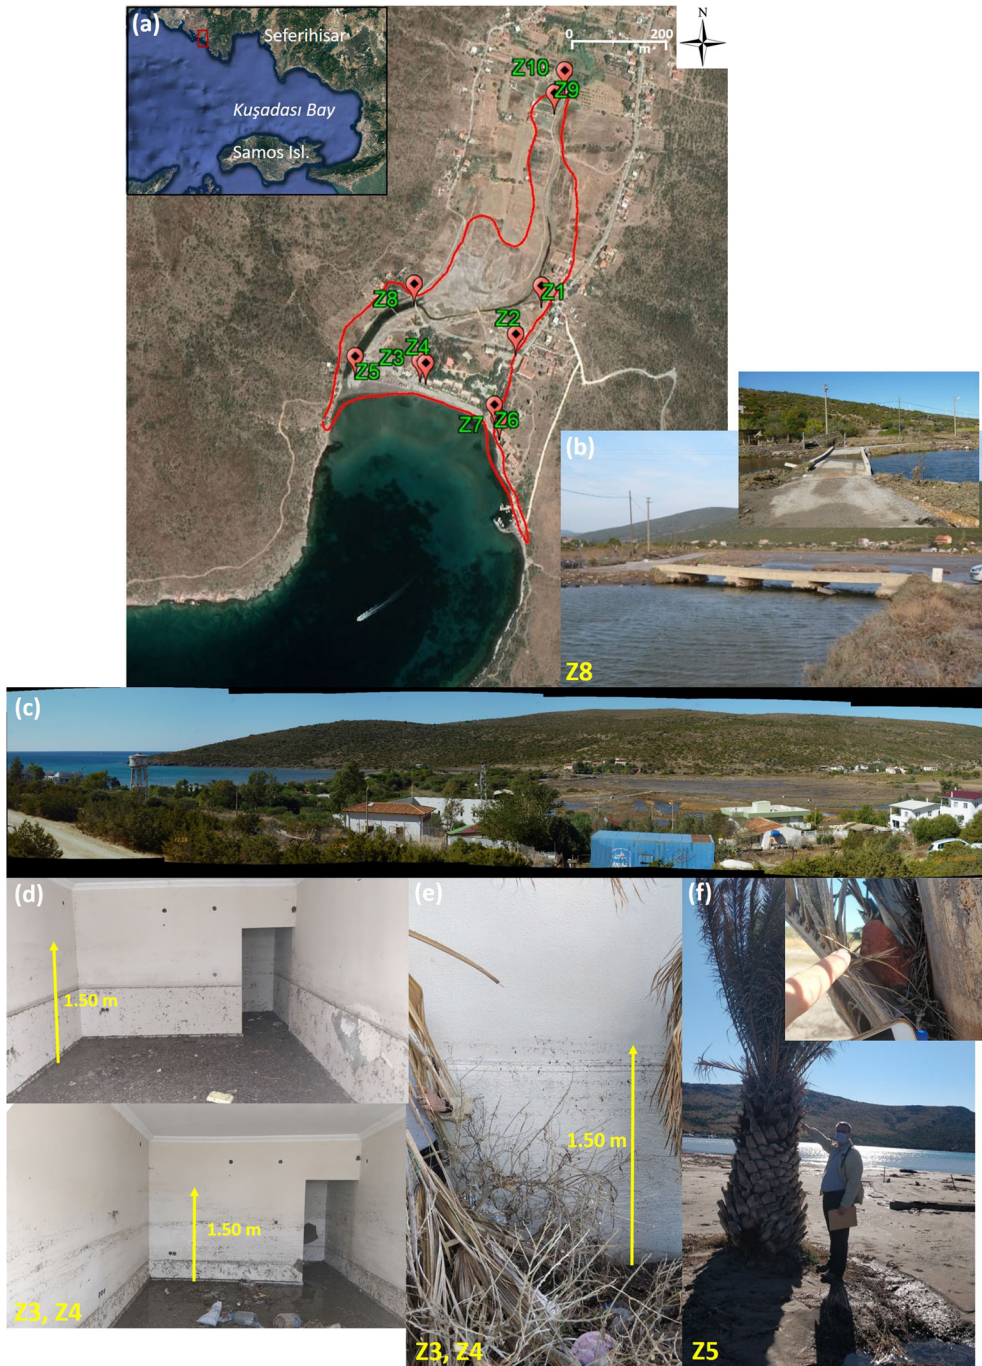 (a)
Seferihisar
Kuşadası Bay
Samos Isl.
N
0 200
m
Z10
Z9
Z1
Z8
Z2
Z4
Z3
Z5
Z7
Z6
(b)
Z8
(c)
(d)
1.50 m
1.50 m
Z3, Z4
(e)
1.50 m
Z3, Z4
(f)
Z5